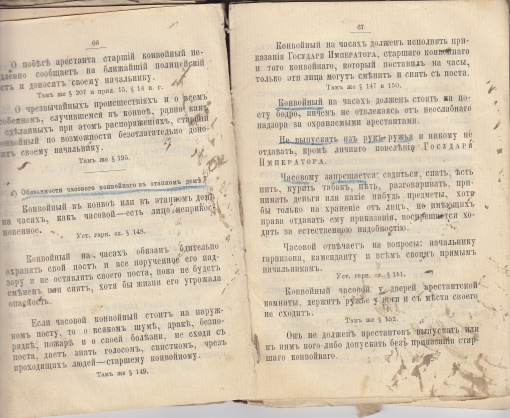 66
О побѣгѣ арестанта старшій конвойный не-
сообщаетъ на ближайшій полицейскій
и доноситъ своему начальнику.
Тамъ же § 207 и прил. 15, § 14 п. г.
О чрезвычайныхъ происшествіяхъ и о всемъ
случившемся въ конвоѣ, равно какъ
сдѣланныхъ при этомъ распоряженіяхъ, старшій
конвойный по возможности безотлагательно доно-
ситъ своему начальнику.
Тамъ же § 195.
Обязанности часового конвойнаго въ этапномъ домѣ.
Конвойный въ конвоѣ или въ этапномъ домѣ
на часахъ, какъ часовой—есть лицо неприкос-
новенное.
Уст. гарн. сл. § 148.
Конвойный на часахъ обязанъ бдительно
охранять свой постъ и все порученное его над-
зору и не оставлять своего поста, пока не будетъ
смѣненъ или снятъ, хотя бы жизни его угрожала
опасность.
Если часовой конвойный стоитъ на наруж-
номъ посту, то о всякомъ шумѣ, дракѣ, безпо-
рядкѣ, пожарѣ и о своей болѣзни, не сходя съ
поста, даетъ знать голосомъ, свисткомъ, чрезъ
проходящихъ людей—старшему конвойному.
Тамъ же § 149.
67
Конвойный на часахъ долженъ исполнять при-
казанія Государя Императора, старшаго конвойнаго
и того конвойнаго, который поставилъ на часы,
только эти лица могутъ смѣнить и снять съ поста.
Тамъ же § 147 и 150.
Конвойный на часахъ долженъ стоять на по-
сту бодро, ничѣмъ не отвлекаясь отъ неослабнаго
надзора за охраняемыми арестантами.
Не выпускать изъ рукъ ружья и никому не
отдавать, кромѣ личнаго повелѣнія Государя
Императора.
Часовому запрещается: садиться, спать, ѣсть
пить, курить табакъ, пѣть, разговаривать, при-
нимать деньги или какіе нибудь предметы, хотя
бы только на храненіе отъ лицъ, не имѣющихъ
права отдавать ему приказанія, воспрещается хо-
дить за естественною надобностію.
Часовой отвѣчаетъ на вопросы: начальнику
гарнизона, коменданту и всѣмъ своимъ прямымъ
начальникамъ.
Уст. гарн. сл. § 151.
Конвойный часовой у дверей арестантской
комнаты, держитъ ружье у ноги и съ мѣста своего
не сходитъ.
Тамъ же § 152.
Онъ не долженъ арестантовъ выпускать или
къ нимъ кого-либо допускать безъ приказанія стар-
шаго конвойнаго.